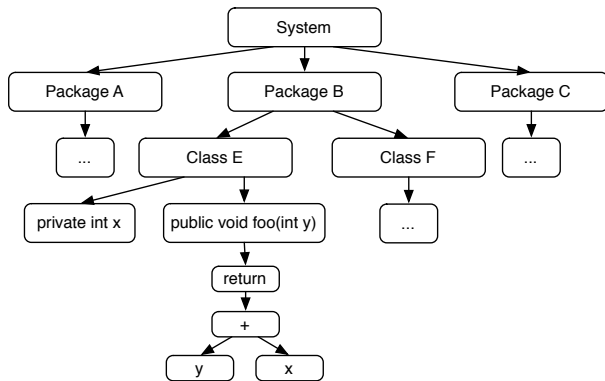 System
Package A
Package B
Package C
...
Class E
Class F
...
private int x
public void foo(int y)
...
return
+
y
x